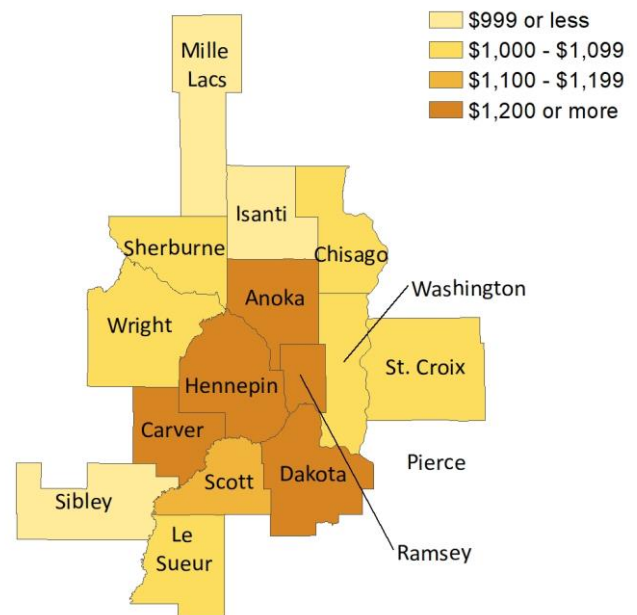 $999 or less
$1,000 - $1,099
$1,100 - $1,199
$1,200 or more
Mille
Lacs
Isanti
Sherburne
Chisago
Anoka
Washington
Wright
St. Croix
Hennepin
Carver
Pierce
Scott
Dakota
Sibley
Le
Sueur
Ramsey